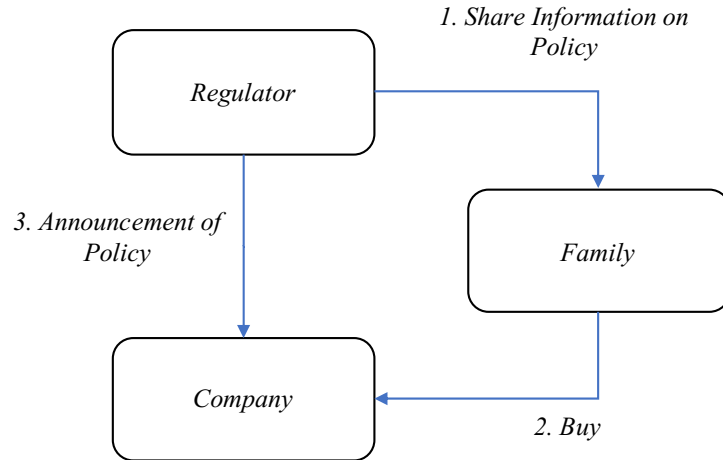 1. Share Information on
Policy
Regulator
3. Announcement of
Policy
Family
Company
2. Buy